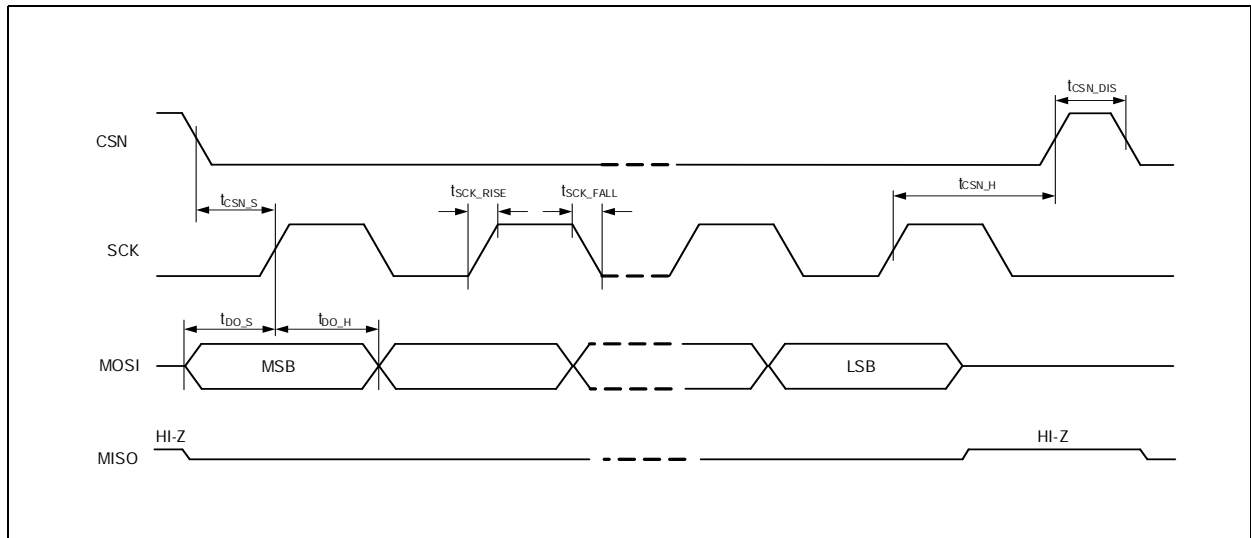 tCSN_DIS
CSN
tCSN_S
tSCK_RISE
tSCK_FALL
tCSN_H
SCK
tDO_S
tDO_H
MOSI
MSB
LSB
HI-Z
HI-Z
MISO